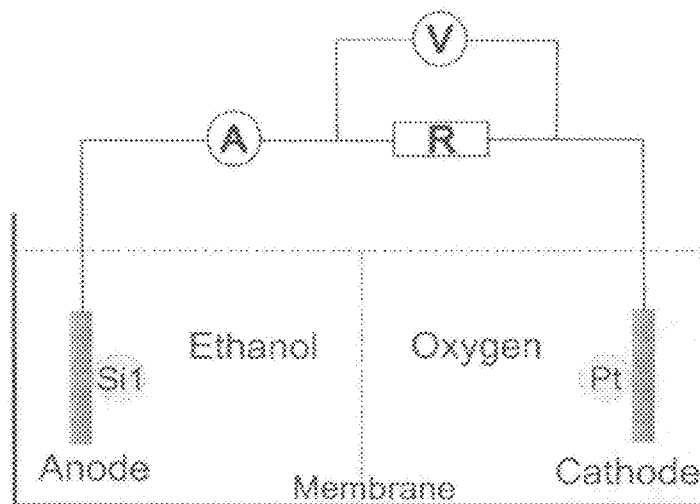 V
A
R
Ethanol
Oxygen
Si1
Pt
Anode
Membrane
Cathode